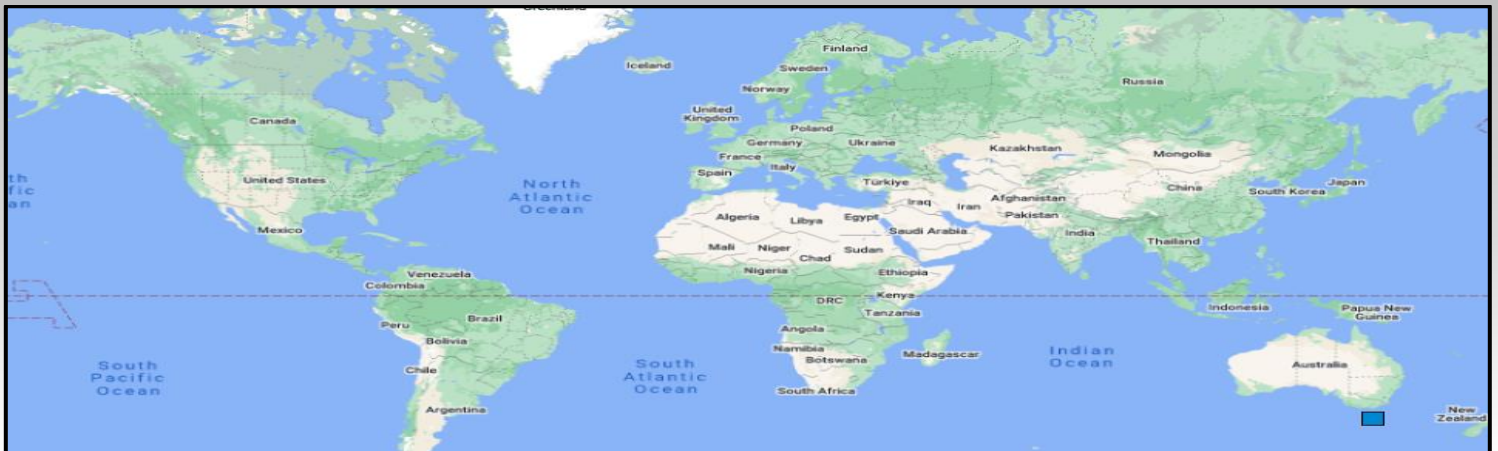 Greenland
Finland
Iceland
Sweden
Russia
Norway
United
Kingdom
Canada
Poland
Germany
Ukraine
Kazakhstan
France
Mongolia
Italy
Spain
United States
North
Atlantic
Ocean
Türkiye
China
South Korea
Japan
Iraq
Iran
Afghanistan
Pakistan
Algeria
Libya
Egypt
Mexico
Saudi Arabia
India
Mali
Niger
Sudan
Thailand
Chad
Venezuela
Nigeria
Ethiopia
Colombia
Kenya
DRC
Brazil
Tanzania
Indonesia
Papua New
Guinea
Peru
Angola
Bolivia
Namibia
Madagascar
Botswana
Indian
Ocean
South
Pacific
Ocean
Chile
South
Atlantic
Ocean
Australia
South Africa
Argentina
New
Zealand